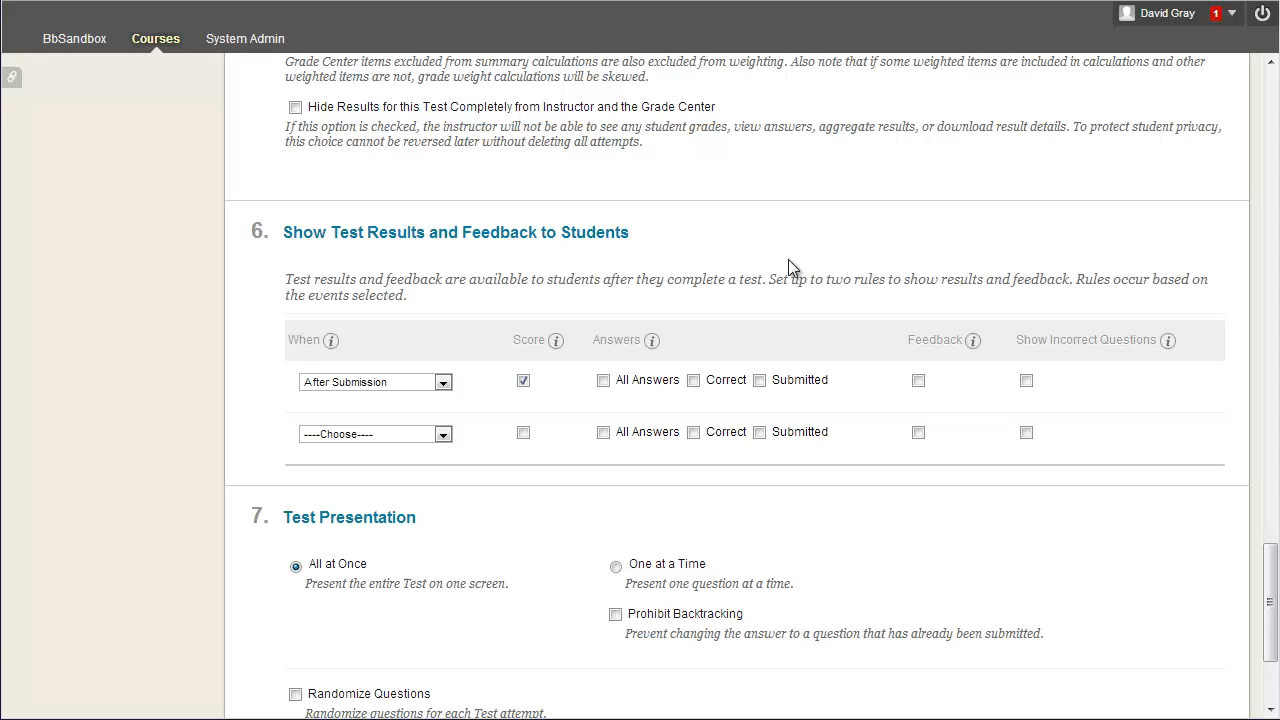 David Gray 1
BbSandbox Courses System Admin
Grade Center items excluded from summary calculations are also excluded from weighting. Also note that if some weighted items are included in calculations and other
weighted items are not, grade weight calculations will be skewed.
Hide Results for this Test Completely from Instructor and the Grade Center
If this option is checked, the instructor will not be able to see any student grades, view answers, aggregate results, or download result details. To protect student privacy,
this choice cannot be reversed later without deleting all attempts.
6. Show Test Results and Feedback to Students
Test results and feedback are available to students after they complete a test. Set up to two rules to show results and feedback. Rules occur based on
the events selected.
When Score Answers Feedback Show Incorrect Questions
After Submission All Answers Correct Submitted
----Choose---- All Answers Correct Submitted
7. Test Presentation
All at Once One at a Time
Present the entire Test on one screen. Present one question at a time.
Prohibit Backtracking
Prevent changing the answer to a question that has already been submitted.
Randomize Questions
Randomize questions for each Test attempt.